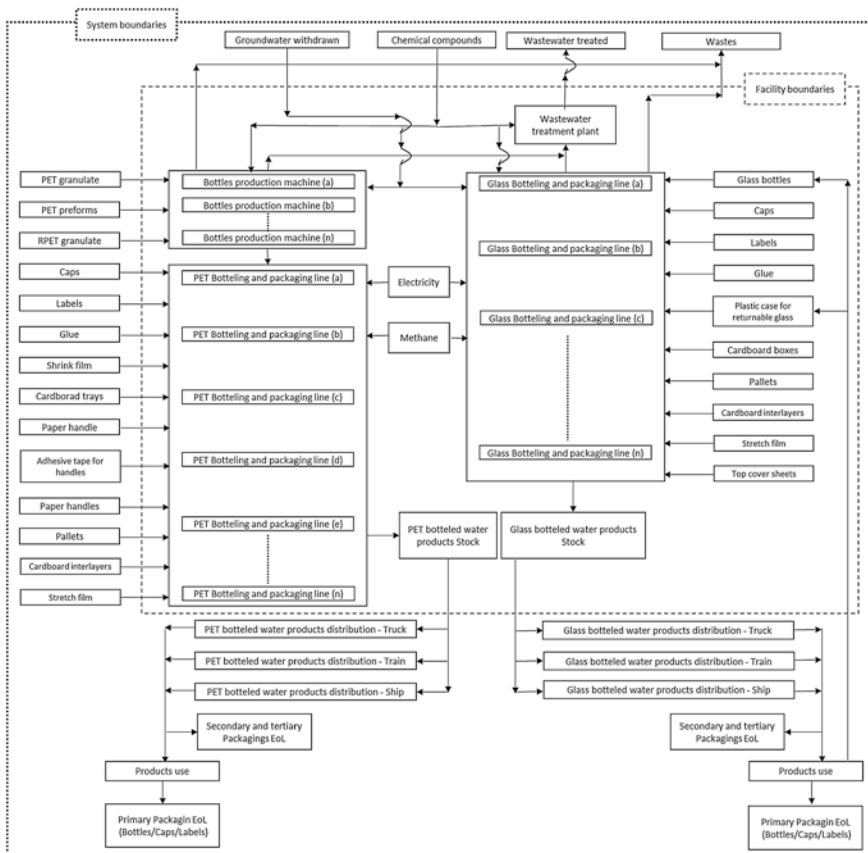 System boundaries
Groundwater withdrawn
Chemical compounds
Wastewater treated
Wastes
Facility boundaries
Wastewater
treatment plant
PET granulate
PET preforms
RPET granulate
Caps
Labels
Glue
Shrink film
Cardborad trays
Paper handle
Adhesive tape for
handles
Paper handles
Pallets
Cardboard interlayers
Stretch film
Bottles production machine (a)
Bottles production machine (b)
Bottles production machine (n)
PET Botteling and packaging line (a)
PET Botteling and packaging line (b)
PET Botteling and packaging line (c)
PET Botteling and packaging line (d)
PET Botteling and packaging line (e)
PET Botteling and packaging line (n)
Electricity
Methane
Glass Botteling and packaging line (a)
Glass Botteling and packaging line (b)
Glass Botteling and packaging line (c)
Glass Botteling and packaging line (n)
Glass bottles
Caps
Labels
Glue
Plastic case for
returnable glass
Cardboard boxes
Pallets
Cardboard interlayers
Stretch film
Top cover sheets
PET botteled water
products Stock
Glass botteled water products
Stock
PET botteled water products distribution - Truck
PET botteled water products distribution - Train
PET botteled water products distribution - Ship
Glass botteled water products distribution - Truck
Glass botteled water products distribution - Train
Glass botteled water products distribution - Ship
Secondary and tertiary
Packagings EoL
Products use
Primary Packagin EoL
(Bottles/Caps/Labels)
Secondary and tertiary
Packagings EoL
Products use
Primary Packagin EoL
(Bottles/Caps/Labels)